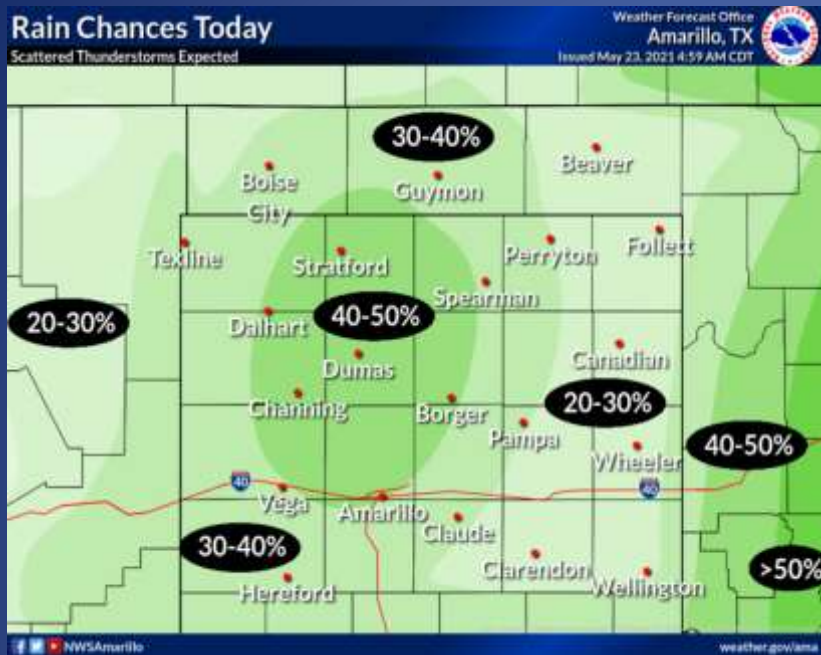 Rain Chances Today
Scattered Thunderstorms Expected
Weather Forecast Office
Amarillo, TX
Issued May 23, 2021 4:59 AM CDT
30-40%
Beaver
Boise
City
Guymon
Texline
Stratford
Perryton
Follett
Spearman
20-30%
Dalhart
40-50%
Dumas
Canadian
Channing
Borger
20-30%
Pampa
Wheeler
40-50%
40
Vega
Amarillo
40
Claude
30-40%
Hereford
Clarendon
Wellington
>50%
NWSAmarillo
weather.gov/ama